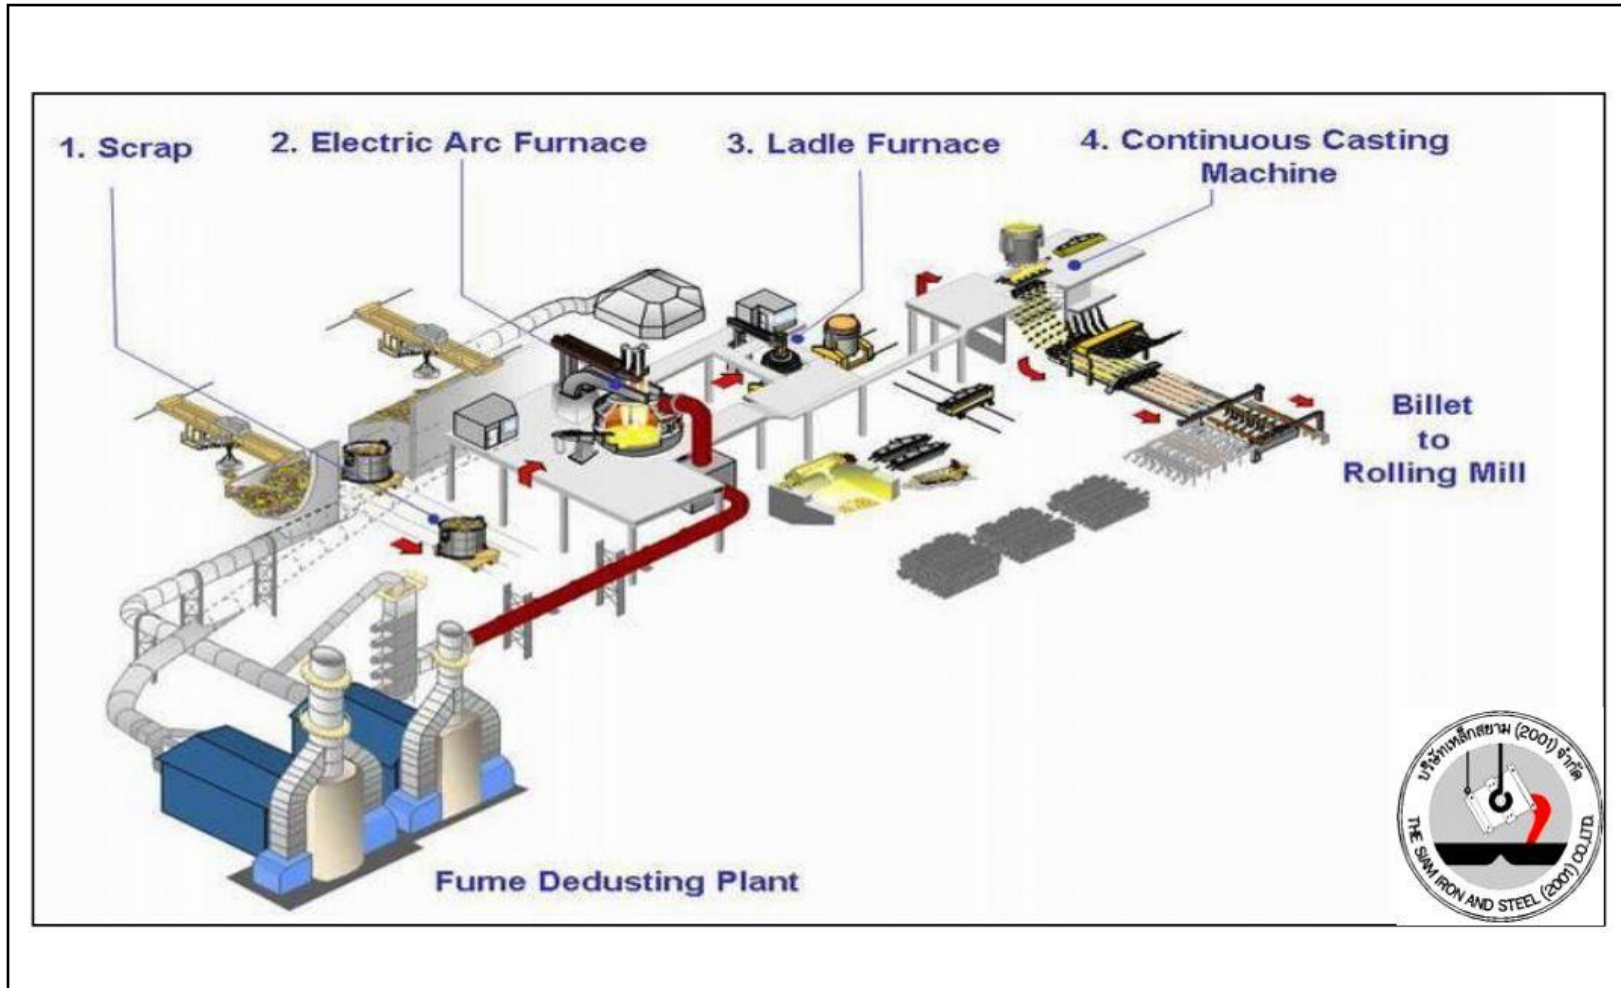 1. Scrap
2. Electric Arc Furnace
3. Ladle Furnace
4. Continuous Casting
Machine
Billet
to
Rolling Mill
Fume Dedusting Plant
บริษัทเหล็กสยาม (2001) จำกัด
THE SIAM IRON AND STEEL (2001) CO.,LTD.